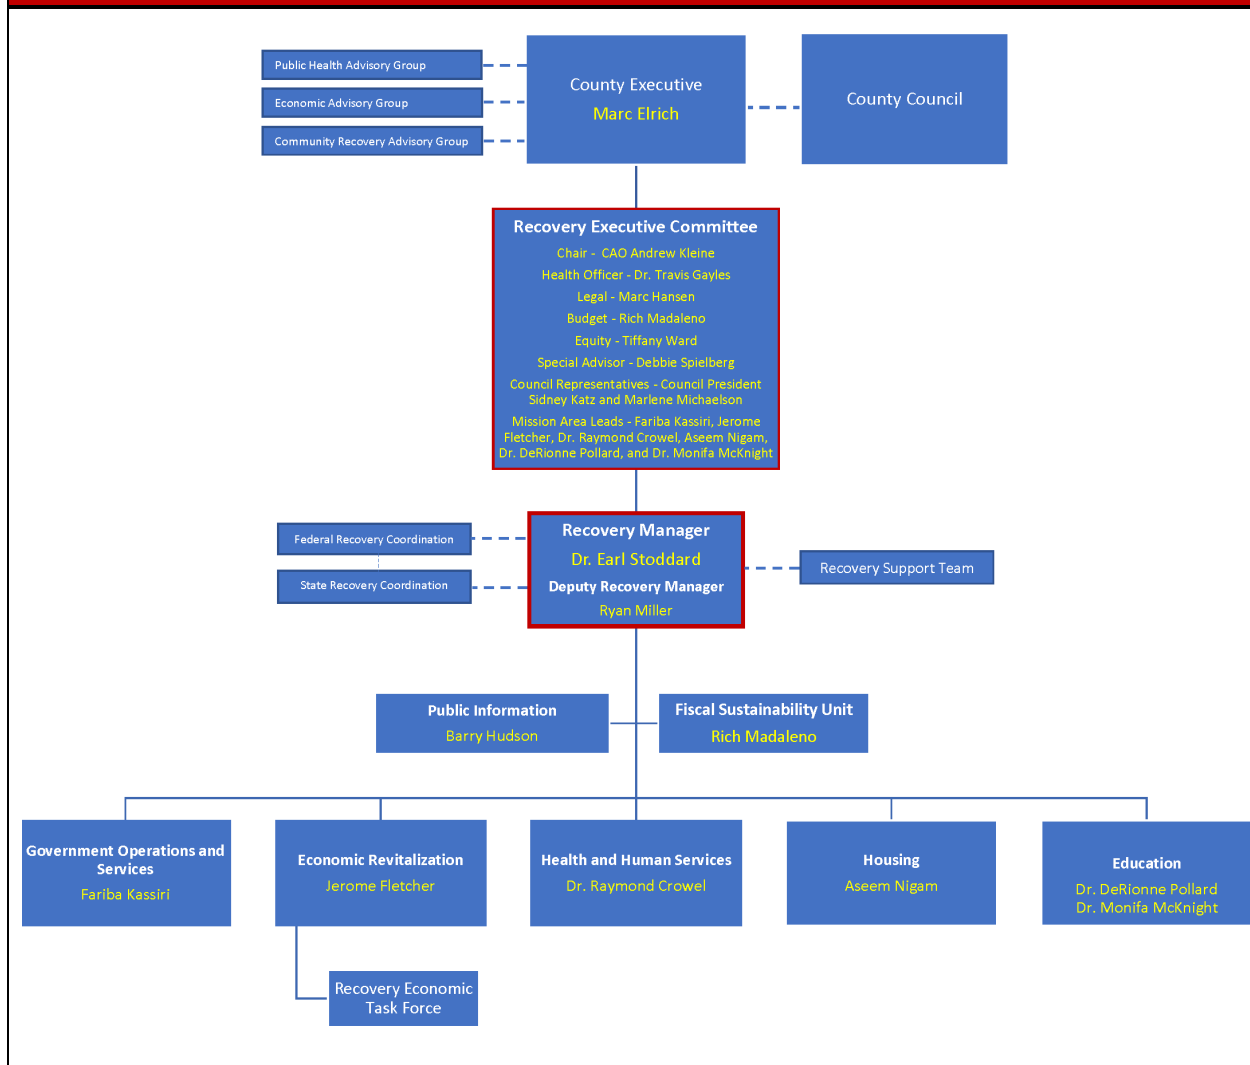 Public Health Advisory Group
Economic Advisory Group
Community Recovery Advisory Group
County Executive
Marc Elrich
County Council
Recovery Executive Committee
Chair - CAO Andrew Kleine
Health Officer - Dr. Travis Gayles
Legal - Marc Hansen
Budget - Rich Madaleno
Equity - Tiffany Ward
Special Advisor - Debbie Spielberg
Council Representatives - Council President
Sidney Katz and Marlene Michaelson
Mission Area Leads - Fariba Kassiri, Jerome
Fletcher, Dr. Raymond Crowel, Aseem Nigam,
Dr. DeRionne Pollard, and Dr. Monifa McKnight
Federal Recovery Coordination
State Recovery Coordination
Recovery Manager
Dr. Earl Stoddard
Deputy Recovery Manager
Ryan Miller
Recovery Support Team
Public Information
Barry Hudson
Fiscal Sustainability Unit
Rich Madaleno
Government Operations and
Services
Fariba Kassiri
Economic Revitalization
Jerome Fletcher
Health and Human Services
Dr. Raymond Crowel
Housing
Aseem Nigam
Education
Dr. DeRionne Pollard
Dr. Monifa McKnight
Recovery Economic
Task Force